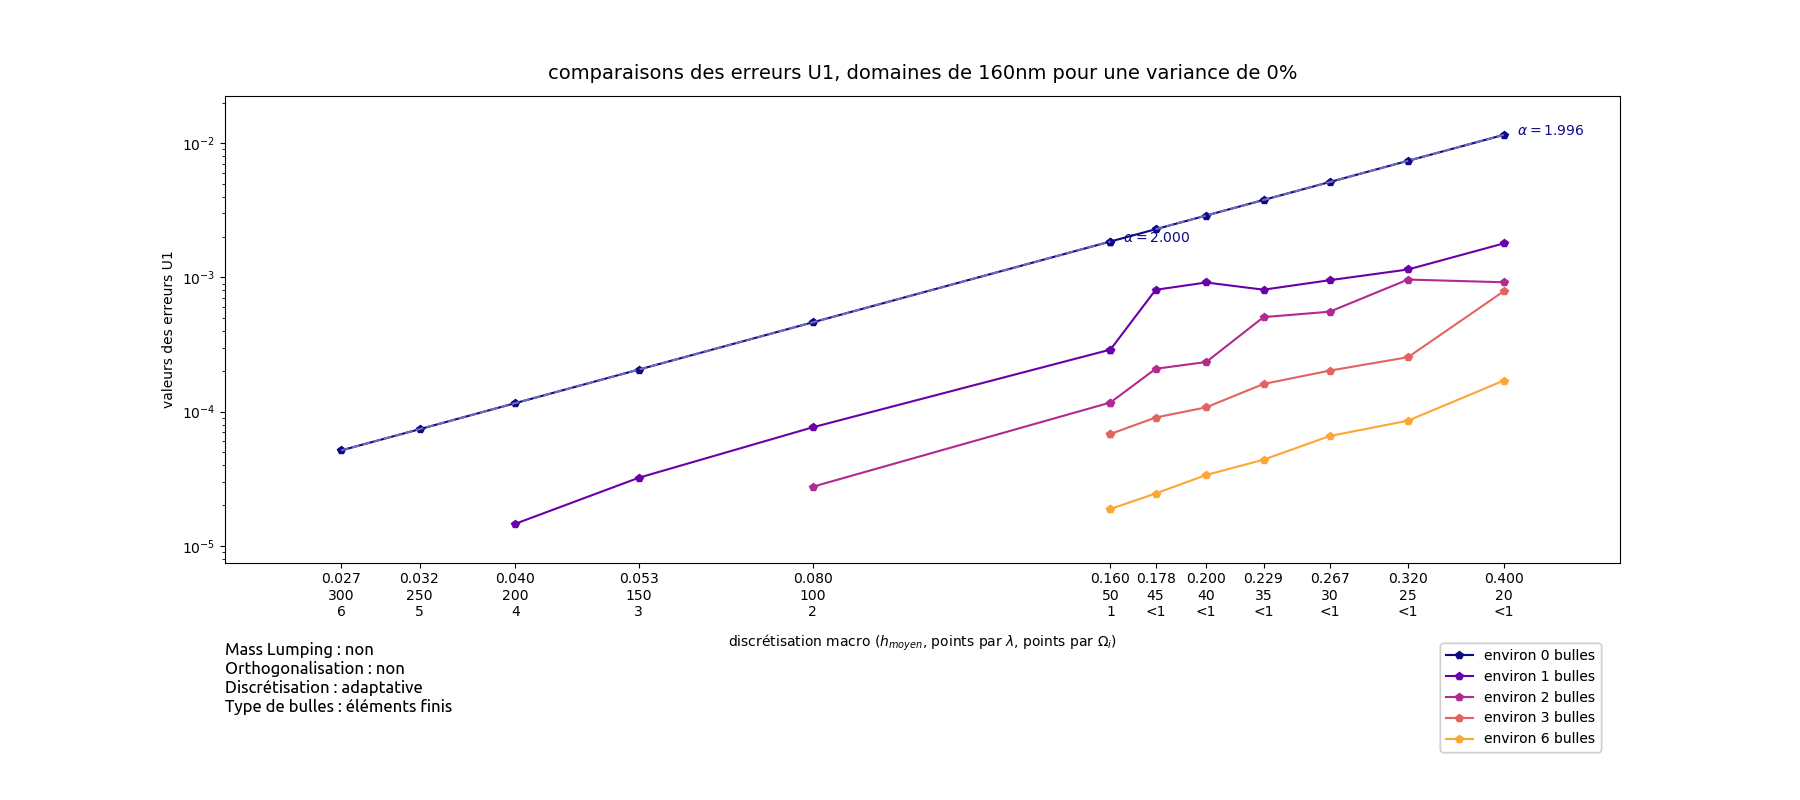 comparaisons des erreurs U1, domaines de 160nm pour une variance de 0%
valeurs des erreurs U1
10⁻²
10⁻³
10⁻⁴
10⁻⁵
α = 1.996
α = 2.000
0.027 0.032 0.040 0.053 0.080 0.160 0.178 0.200 0.229 0.267 0.320 0.400
300 250 200 150 100 50 45 40 35 30 25 20
6 5 4 3 2 1 <1 <1 <1 <1 <1 <1
discrétisation macro (hmoyen, points par λ, points par Ωi)
Mass Lumping : non
Orthogonalisation : non
Discrétisation : adaptative
Type de bulles : éléments finis
environ 0 bulles
environ 1 bulles
environ 2 bulles
environ 3 bulles
environ 6 bulles